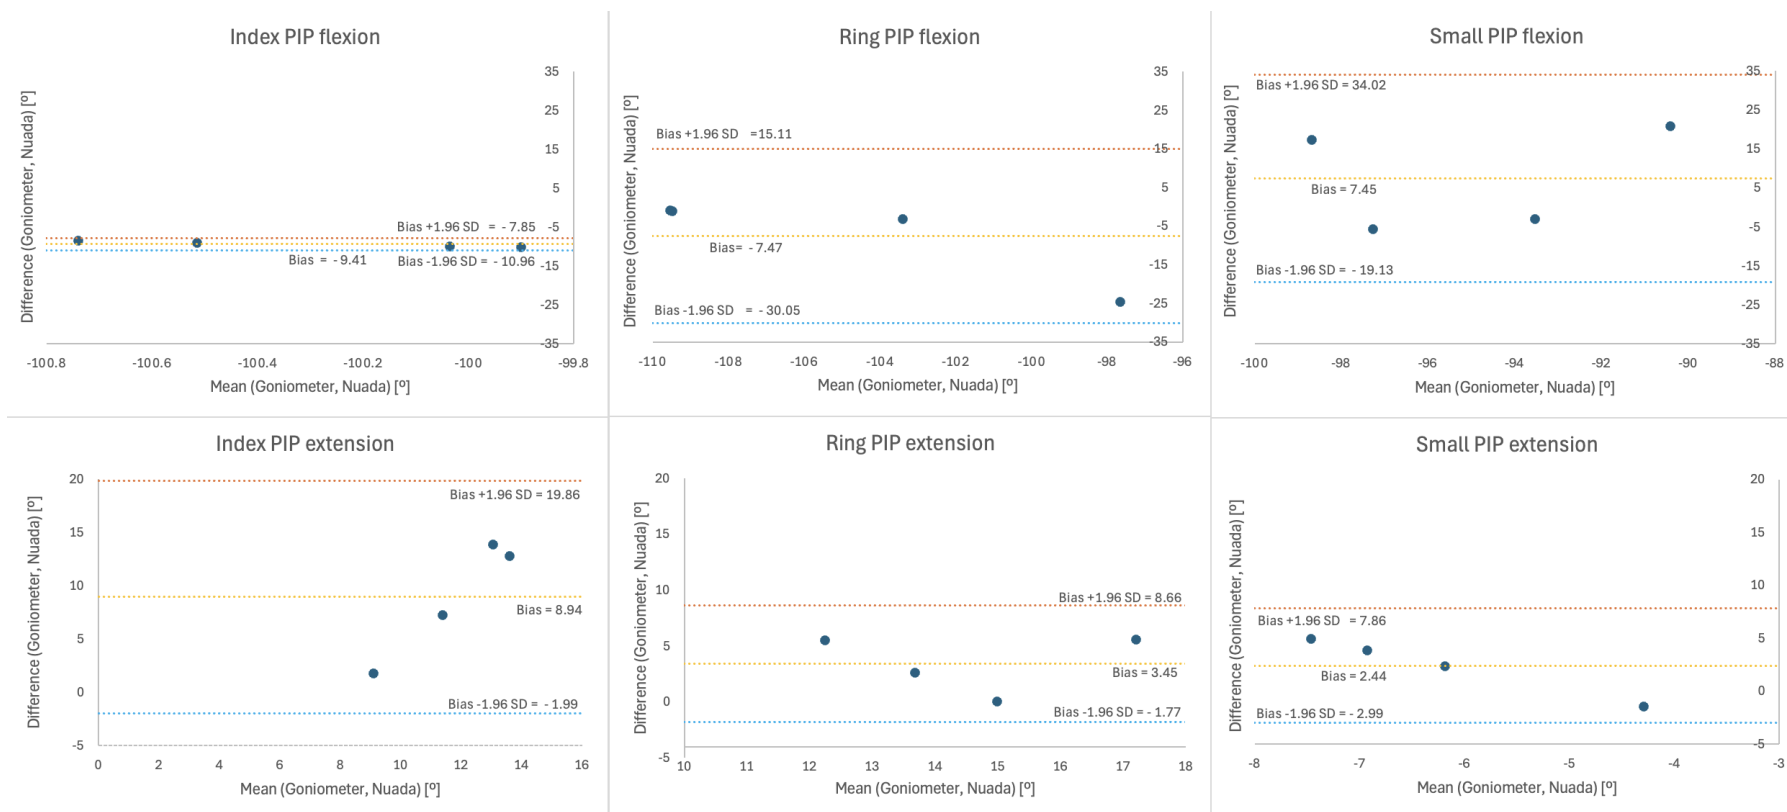 Index PIP flexion
Difference (Goniometer, Nuada) [º]
35
25
15
5
-5
-15
-25
-35
Bias +1.96 SD = - 7.85
Bias = - 9.41
Bias -1.96 SD = - 10.96
-100.8
-100.6
-100.4
-100.2
-100
-99.8
Mean (Goniometer, Nuada) [º]
Ring PIP flexion
Difference (Goniometer, Nuada) [º]
35
25
15
5
-5
-15
-25
-35
Bias +1.96 SD =15.11
Bias= - 7.47
Bias -1.96 SD = - 30.05
-110
-108
-106
-104
-102
-100
-98
-96
Mean (Goniometer, Nuada) [º]
Small PIP flexion
Difference (Goniometer, Nuada) [º]
35
25
15
5
-5
-15
-25
-35
Bias +1.96 SD = 34.02
Bias = 7.45
Bias -1.96 SD = - 19.13
-100
-98
-96
-94
-92
-90
-88
Mean (Goniometer, Nuada) [º]
Index PIP extension
Difference (Goniometer, Nuada) [º]
20
15
10
5
0
-5
Bias +1.96 SD = 19.86
Bias = 8.94
Bias -1.96 SD = - 1.99
0
2
4
6
8
10
12
14
16
Mean (Goniometer, Nuada) [º]
Ring PIP extension
Difference (Goniometer, Nuada) [º]
20
15
10
5
0
-5
Bias +1.96 SD = 8.66
Bias = 3.45
Bias -1.96 SD = - 1.77
10
11
12
13
14
15
16
17
18
Mean (Goniometer, Nuada) [º]
Small PIP extension
Difference (Goniometer, Nuada) [º]
20
15
10
5
0
-5
Bias +1.96 SD = 7.86
Bias = 2.44
Bias -1.96 SD = - 2.99
-8
-7
-6
-5
-4
-3
Mean (Goniometer, Nuada) [º]